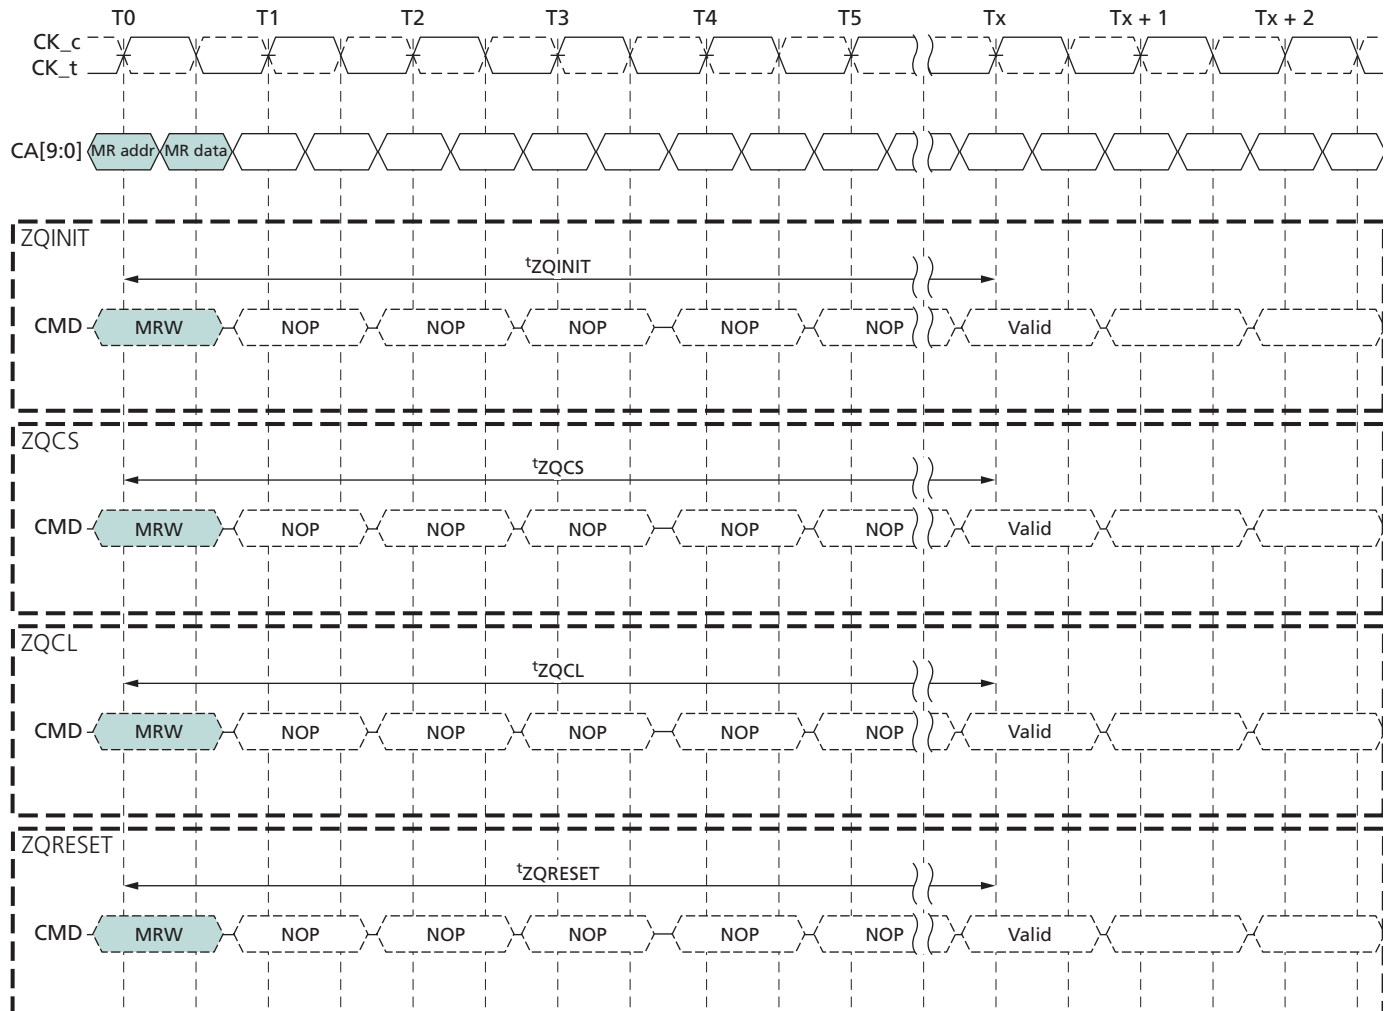 T0 T1 T2 T3 T4 T5 Tx Tx + 1 Tx + 2
CK_c
CK_t
CA[9:0] MR addr MR data
ZQINIT
tZQINIT
CMD MRW NOP NOP NOP NOP NOP Valid
ZQCS
tZQCS
CMD MRW NOP NOP NOP NOP NOP Valid
ZQCL
tZQCL
CMD MRW NOP NOP NOP NOP NOP Valid
ZQRESET
tZQRESET
CMD MRW NOP NOP NOP NOP NOP Valid